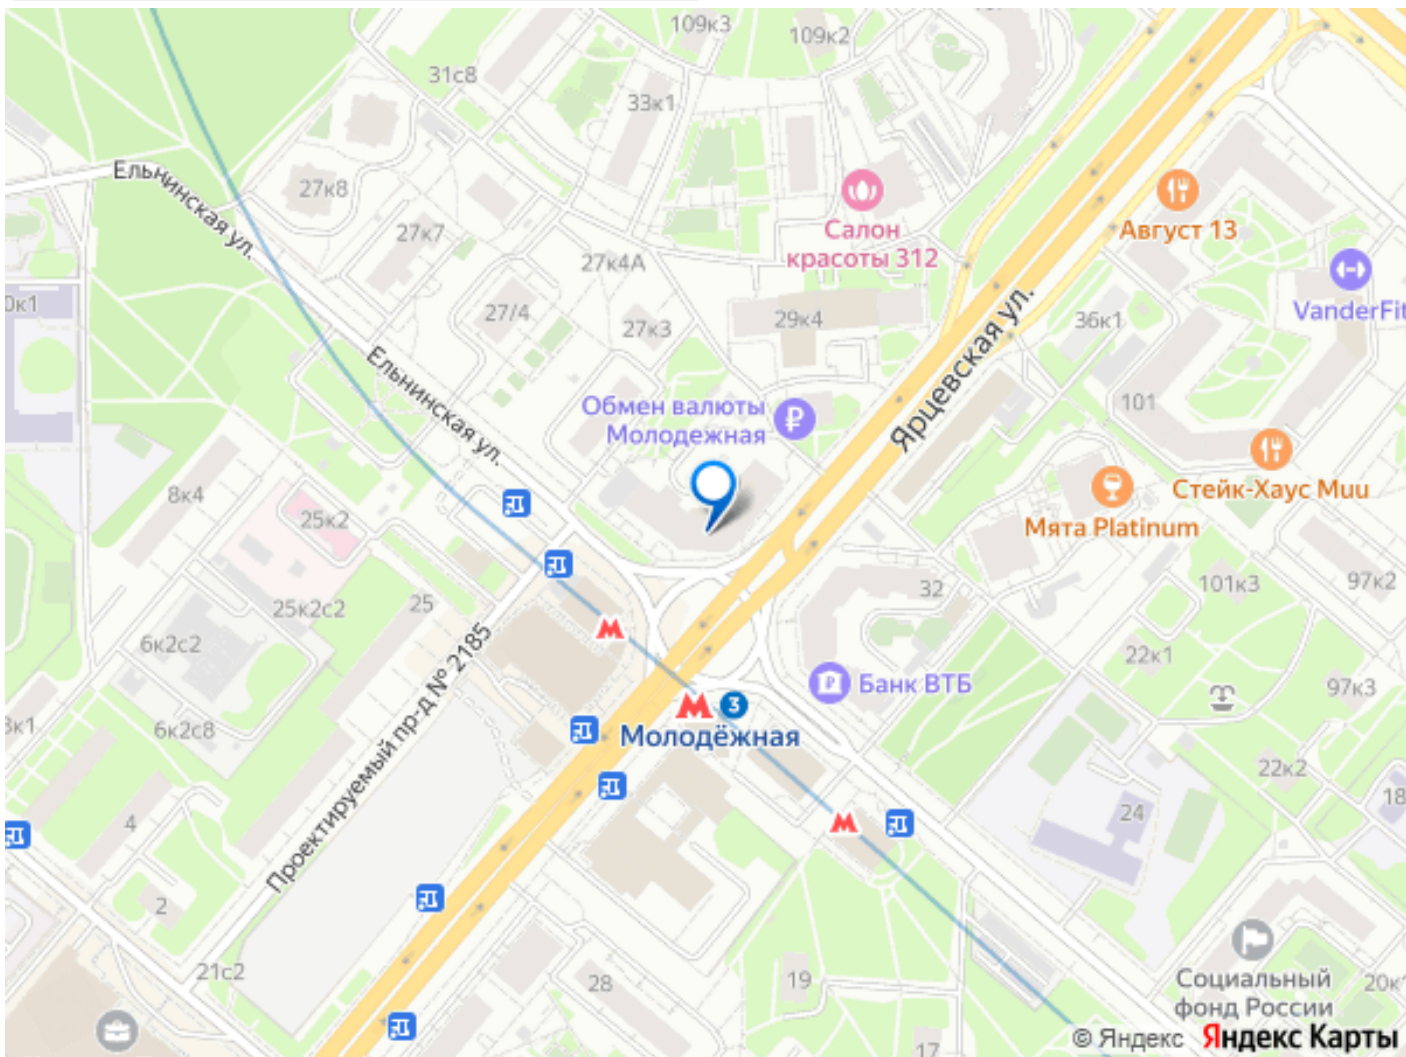 109к3
109к2
31с8
33к1
Ельнинская ул.
27к8
27к7
27к4А
27/4
27к3
29к4
Салон
красоты 312
Август 13
VanderFit
36к1
Ярцевская ул.
Ельнинская ул.
Обмен валюты
Молодежная
101
Стейк-Хаус Muu
Мята Platinum
8к4
25к2
25к2с2
25
6к2с2
6к2с8
Проектируемый пр-д № 2185
32
101к3
97к2
22к1
97к3
Банк ВТБ
3
Молодёжная
22к2
24
18
4
2
21с2
28
19
17
Социальный
фонд России
© Яндекс Яндекс Карты